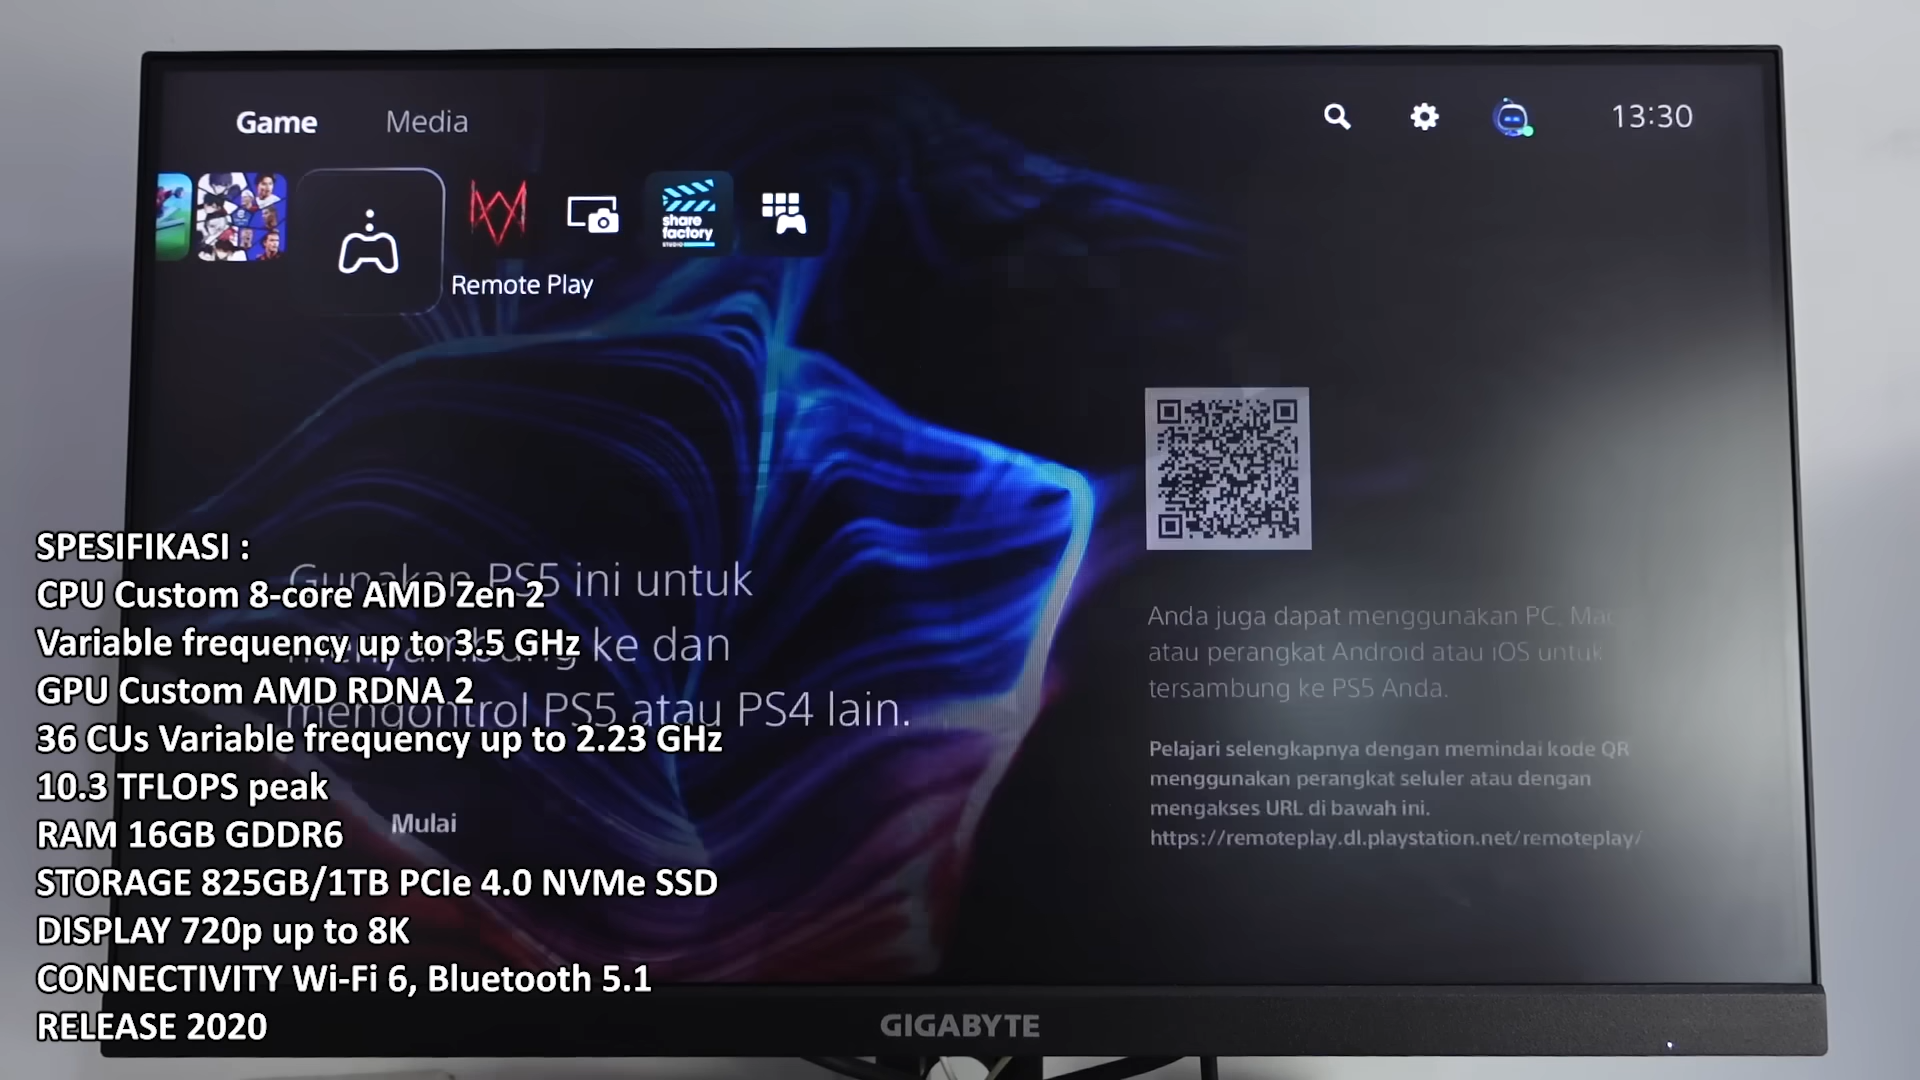 Game
Media
13:30
share
factory
STUDIO
Remote Play
Gunakan PS5 ini untuk
menyambung ke dan
mengontrol PS5 atau PS4 lain.
Mulai
Anda juga dapat menggunakan PC, Mac
atau perangkat Android atau iOS untuk
tersambung ke PS5 Anda.
Pelajari selengkapnya dengan memindai kode QR
menggunakan perangkat seluler atau dengan
mengakses URL di bawah ini.
https://remoteplay.dl.playstation.net/remoteplay/
SPESIFIKASI :
CPU Custom 8-core AMD Zen 2
Variable frequency up to 3.5 GHz
GPU Custom AMD RDNA 2
36 CUs Variable frequency up to 2.23 GHz
10.3 TFLOPS peak
RAM 16GB GDDR6
STORAGE 825GB/1TB PCIe 4.0 NVMe SSD
DISPLAY 720p up to 8K
CONNECTIVITY Wi-Fi 6, Bluetooth 5.1
RELEASE 2020
GIGABYTE